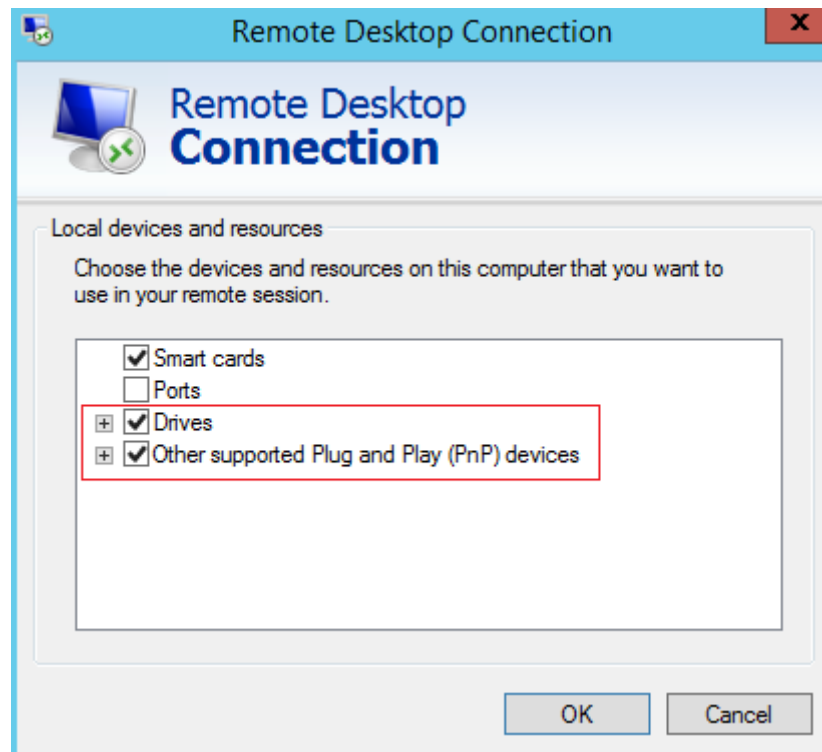 Remote Desktop Connection
X
Remote Desktop
Connection
Local devices and resources
Choose the devices and resources on this computer that you want to
use in your remote session.
Smart cards
Ports
Drives
Other supported Plug and Play (PnP) devices
OK
Cancel